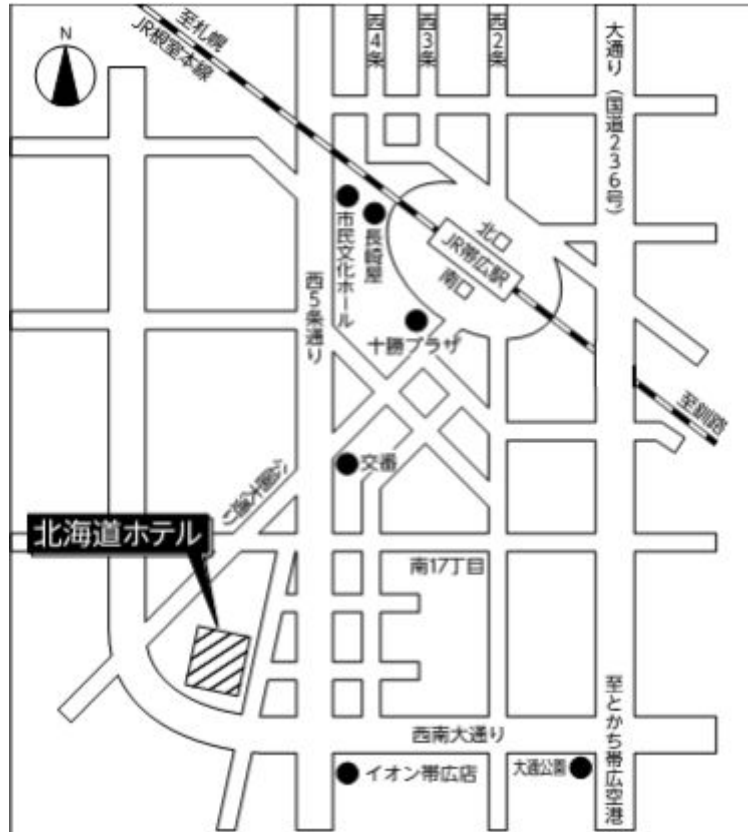 N
至札幌
JR根室本線
西4条
西3条
西2条
大通り（国道236号）
市民文化ホール
長崎屋
北口
JR帯広駅
南口
西5条通り
十勝プラザ
至釧路
交番
公園大通り
北海道ホテル
南17丁目
至とかち帯広空港
西南大通り
イオン帯広店
大通公園